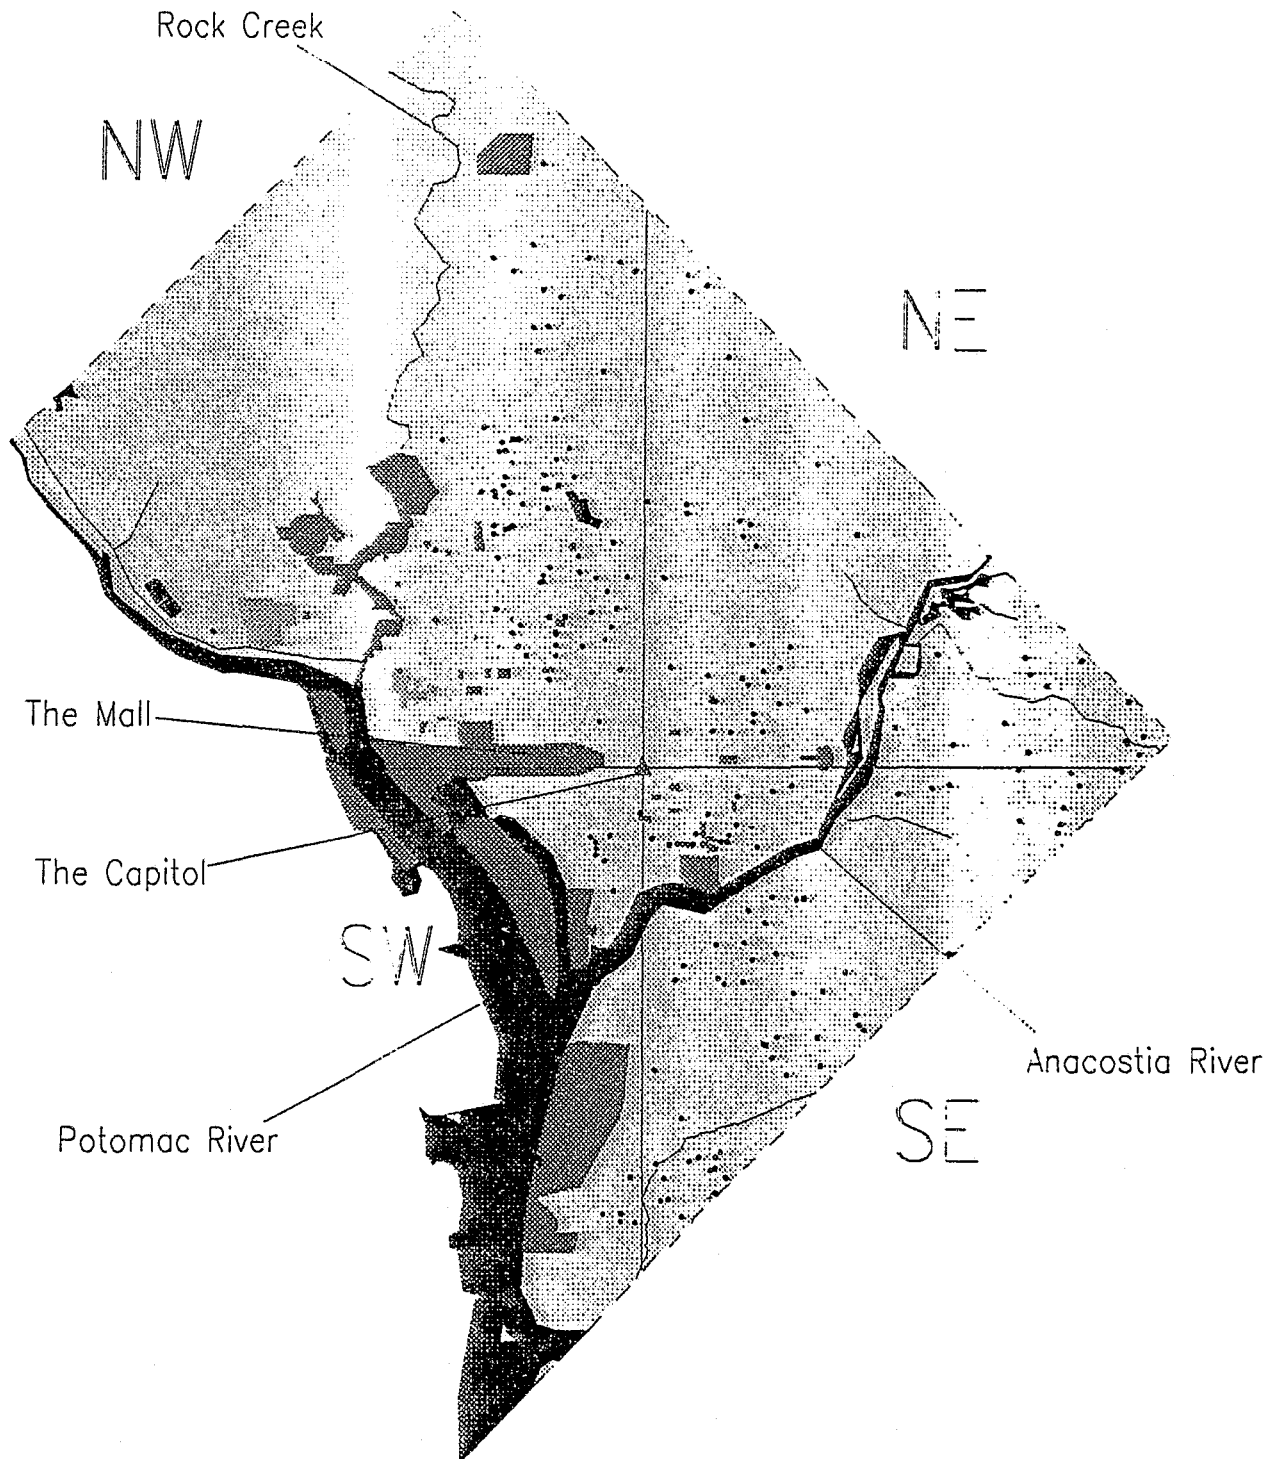 Rock Creek
NW
NE
The Mall
The Capitol
SW
Anacostia River
Potomac River
SE